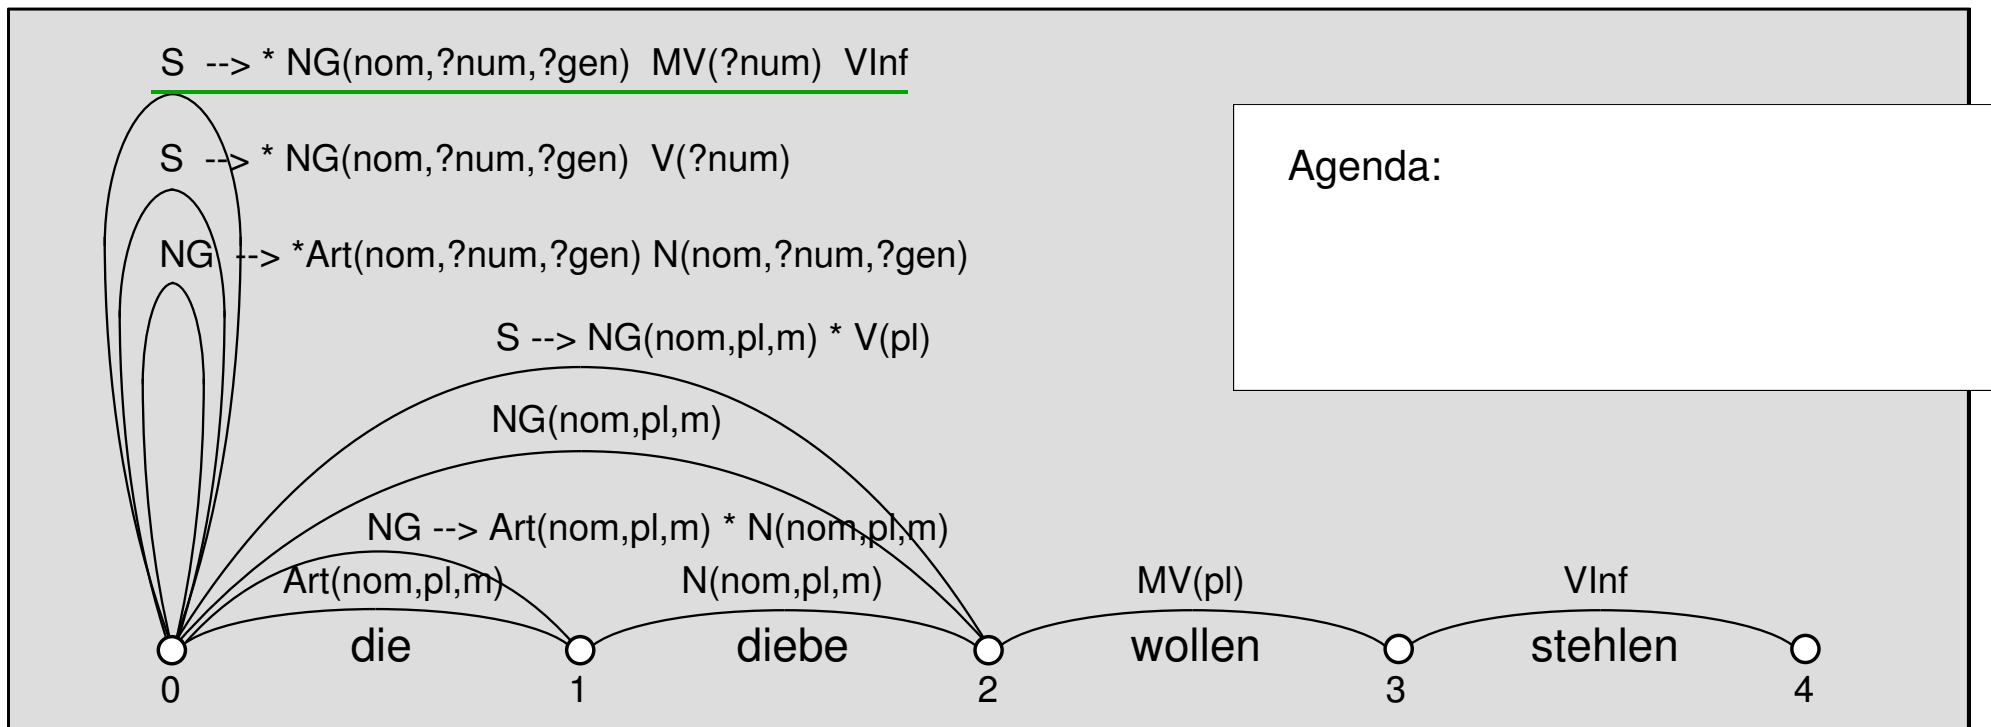 S --> * NG(nom,?num,?gen) MV(?num) VInf
S --> * NG(nom,?num,?gen) V(?num)
Agenda:
NG --> *Art(nom,?num,?gen) N(nom,?num,?gen)
S --> NG(nom,pl,m) * V(pl)
NG(nom,pl,m)
NG --> Art(nom,pl,m) * N(nom,pl,m)
Art(nom,pl,m) N(nom,pl,m) MV(pl) VInf
die diebe wollen stehlen
0 1 2 3 4